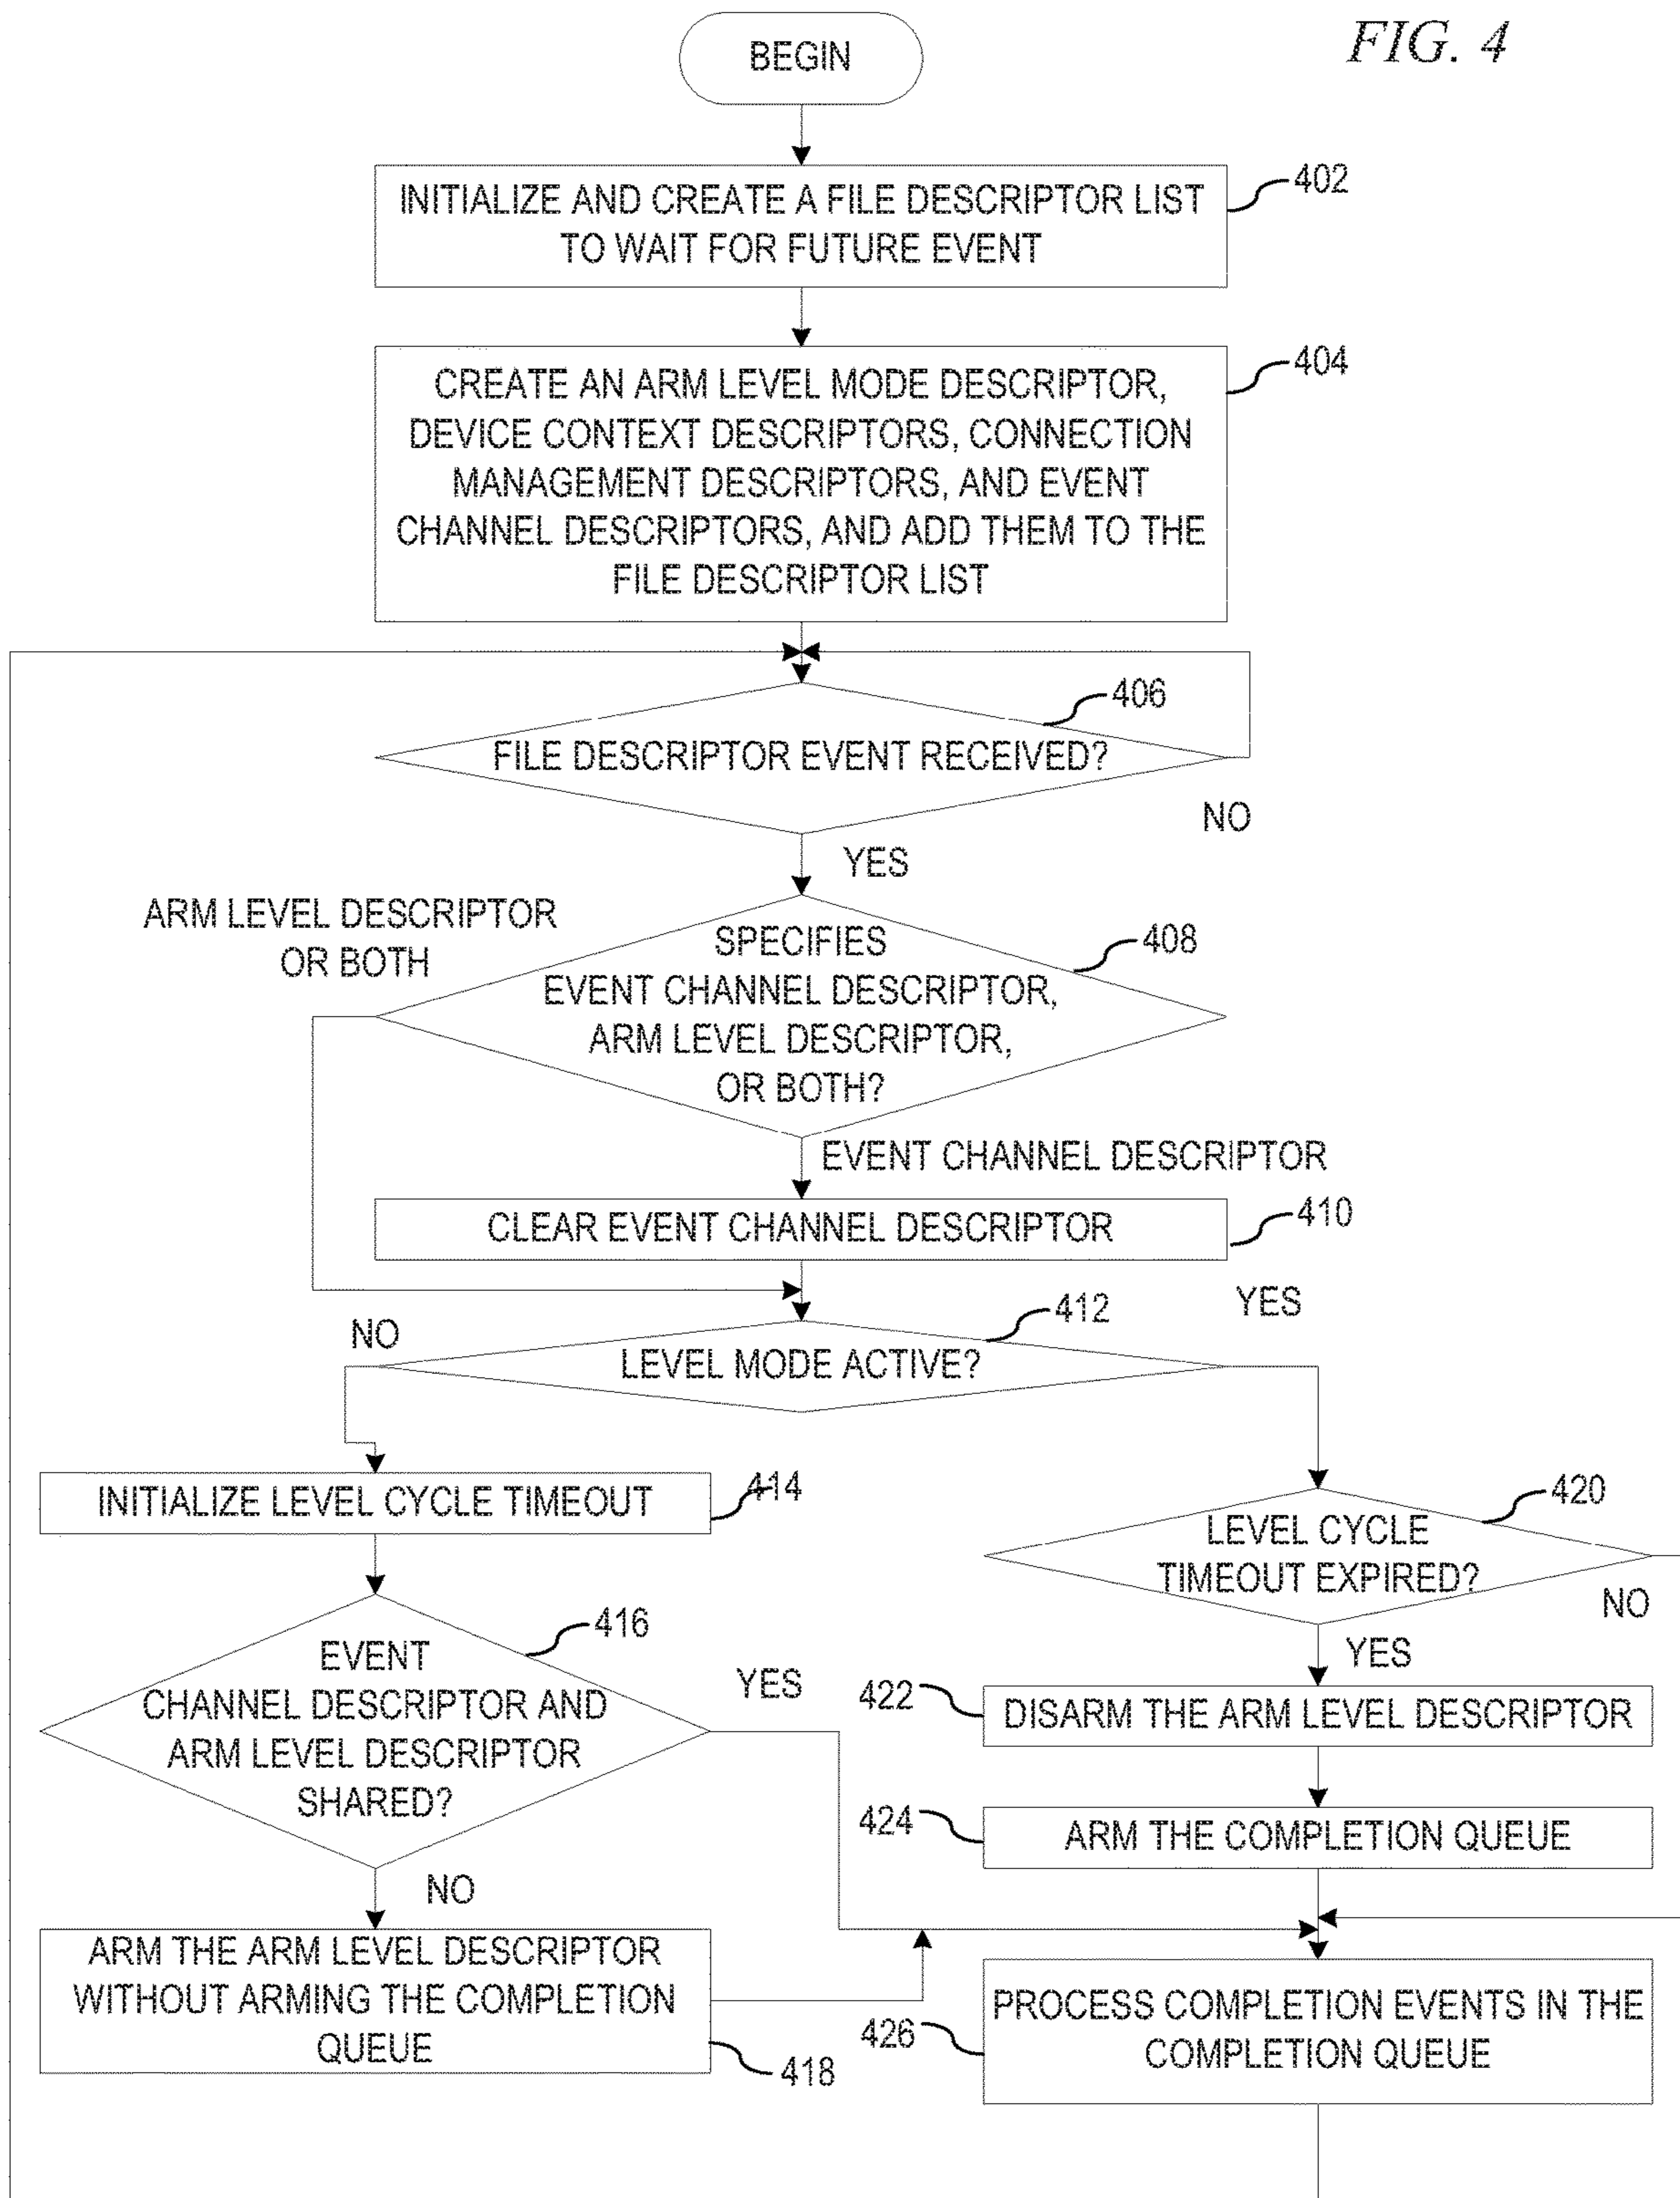 FIG. 4
BEGIN
INITIALIZE AND CREATE A FILE DESCRIPTOR LIST
TO WAIT FOR FUTURE EVENT
402
CREATE AN ARM LEVEL MODE DESCRIPTOR,
DEVICE CONTEXT DESCRIPTORS, CONNECTION
MANAGEMENT DESCRIPTORS, AND EVENT
CHANNEL DESCRIPTORS, AND ADD THEM TO THE
FILE DESCRIPTOR LIST
404
406
FILE DESCRIPTOR EVENT RECEIVED?
NO
YES
ARM LEVEL DESCRIPTOR
OR BOTH
SPECIFIES
EVENT CHANNEL DESCRIPTOR,
ARM LEVEL DESCRIPTOR,
OR BOTH?
408
EVENT CHANNEL DESCRIPTOR
CLEAR EVENT CHANNEL DESCRIPTOR
410
YES
412
NO
LEVEL MODE ACTIVE?
INITIALIZE LEVEL CYCLE TIMEOUT
414
420
LEVEL CYCLE
TIMEOUT EXPIRED?
NO
YES
416
EVENT
CHANNEL DESCRIPTOR AND
ARM LEVEL DESCRIPTOR
SHARED?
YES
NO
422
DISARM THE ARM LEVEL DESCRIPTOR
424
ARM THE COMPLETION QUEUE
ARM THE ARM LEVEL DESCRIPTOR
WITHOUT ARMING THE COMPLETION
QUEUE
418
426
PROCESS COMPLETION EVENTS IN THE
COMPLETION QUEUE